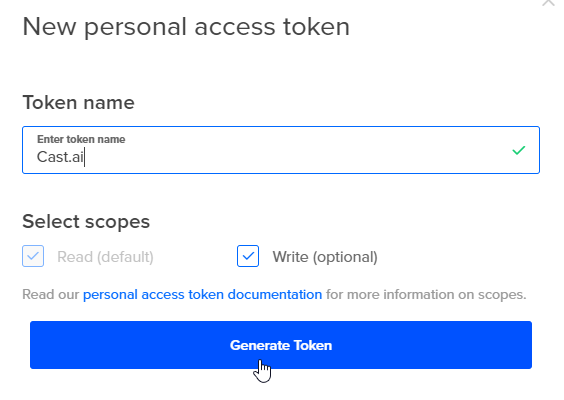 New personal access token
Token name
Enter token name
Cast.ai
Select scopes
Read (default) Write (optional)
Read our personal access token documentation for more information on scopes.
Generate Token